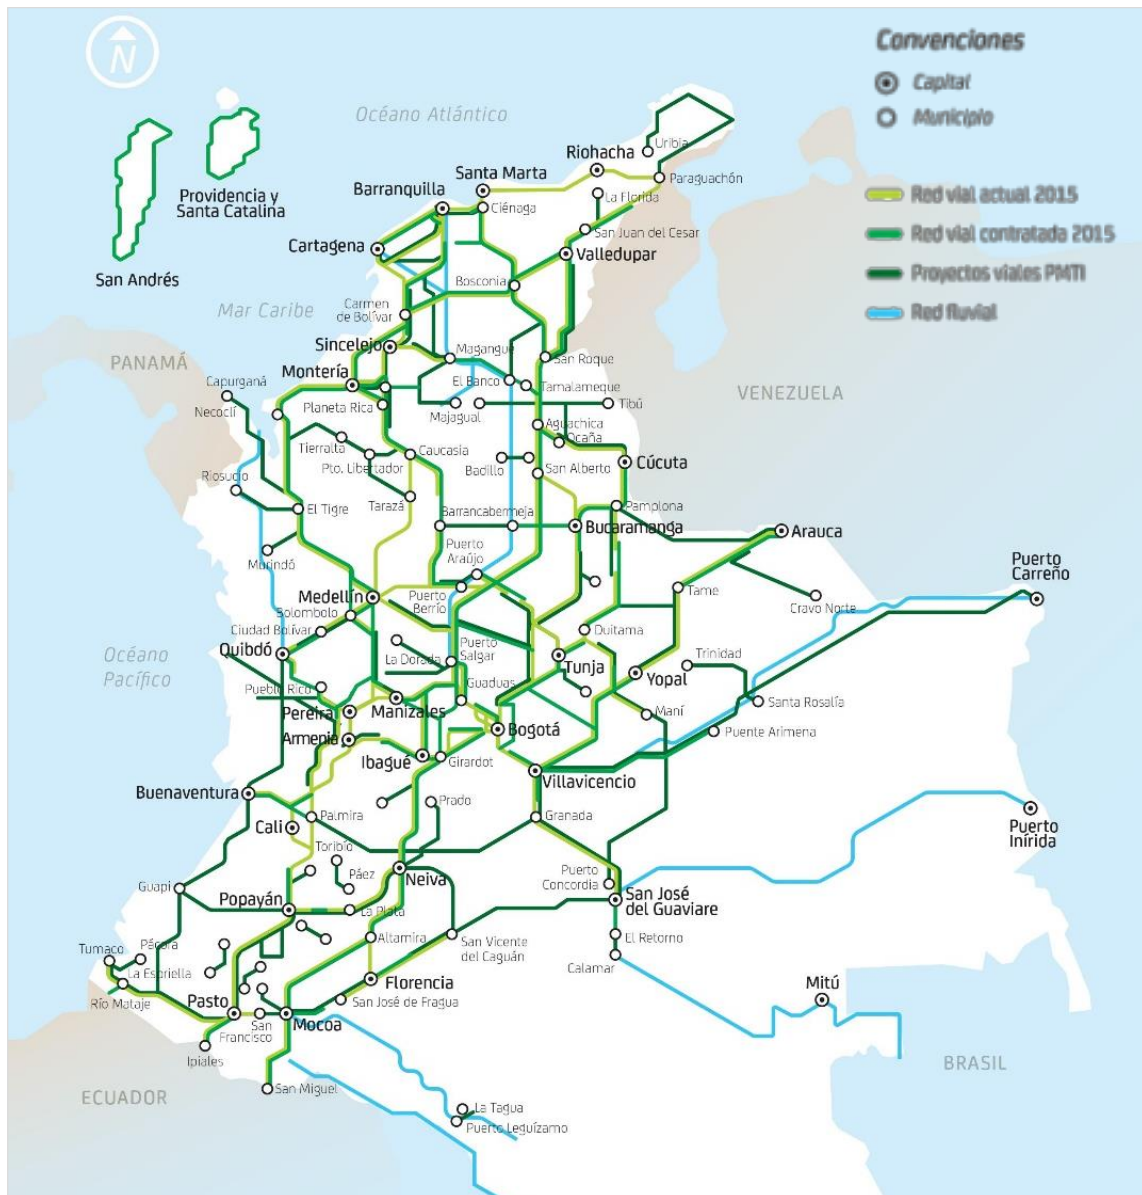 N
Convenciones
Capital
Municipio
Red vial actual 2015
Red vial contratada 2015
Proyectos viales PMTI
Red fluvial
Océano Atlántico
Uribia
Riohacha
Santa Marta
Paraguachón
Barranquilla
La Florida
Ciénaga
Providencia y
Santa Catalina
San Juan del Cesar
Cartagena
Valledupar
San Andrés
Bosconia
Mar Caribe
Carmen
de Bolívar
Sincelejo
Magangué
San Roque
PANAMÁ
Montería
El Banco
Capurganá
Tamalameque
VENEZUELA
Necoclí
Planeta Rica
Majagual
Tibú
Aguachica
Ocaña
Tierralta
Caucasia
Pto. Libertador
Badillo
San Alberto
Cúcuta
Riosucio
Tarazá
El Tigre
Barrancabermeja
Pamplona
Bucaramanga
Arauca
Murindó
Puerto
Araújo
Puerto
Carreño
Medellín
Puerto
Berrío
Tame
Cravo Norte
Solombolo
Ciudad Bolívar
Duitama
Quibdó
Puerto
Salgar
La Dorada
Tunja
Trinidad
Océano
Pacífico
Guaduas
Yopal
Pueblo Rico
Manizales
Santa Rosalía
Pereira
Maní
Armenia
Bogotá
Puente Arimena
Ibagué
Girardot
Villavicencio
Buenaventura
Prado
Palmira
Granada
Cali
Puerto
Inírida
Toribío
Páez
Neiva
Puerto
Concordia
Guapi
San José
del Guaviare
Popayán
La Plata
El Retorno
Altamira
San Vicente
del Caguán
Tumaco
Pácora
Calamar
La Espriella
Florencia
Mitú
Río Mataje
San José de Fragua
Pasto
San
Francisco
Mocoa
Ipiales
BRASIL
San Miguel
ECUADOR
La Tagua
Puerto Leguízamo